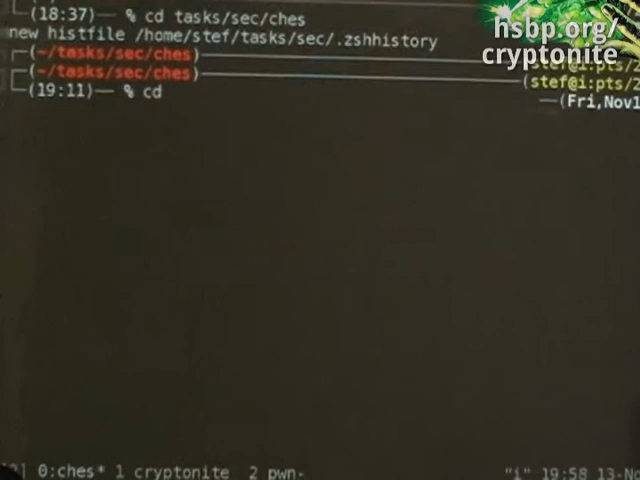 (18:37)— % cd tasks/sec/ches
new histfile /home/stef/tasks/sec/.zshhistory
(~/tasks/sec/ches)
(stef@i:pts/2
(~/tasks/sec/ches)
(stef@i:pts/2
(19:11)— % cd
—(Fri,Nov1
hsbp.org/
cryptonite
0:ches* 1 cryptonite 2 pwn-
"i" 19:58 13-No